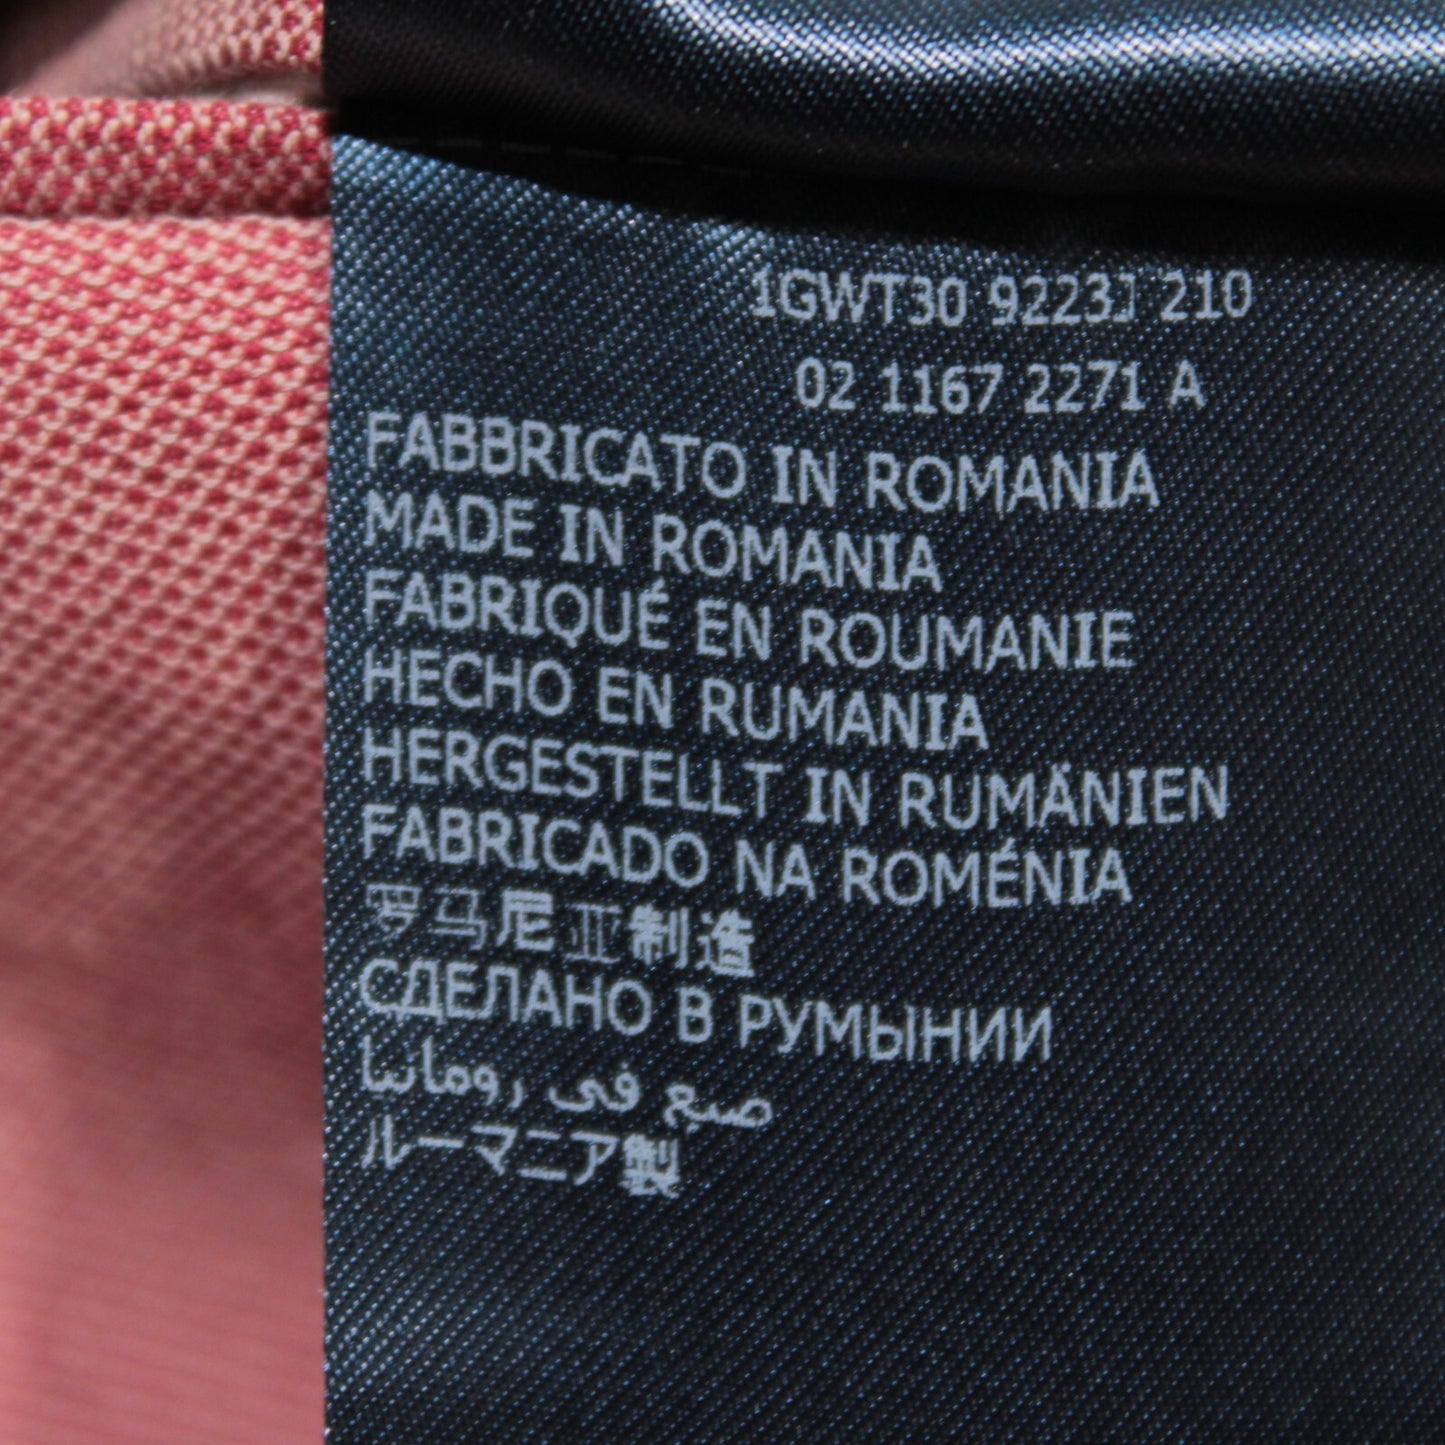 1GWT30 9223J 210
02 1167 2271 A
FABBRICATO IN ROMANIA
MADE IN ROMANIA
FABRIQUÉ EN ROUMANIE
HECHO EN RUMANIA
HERGESTELLT IN RUMÄNIEN
FABRICADO NA ROMÉNIA
罗马尼亚制造
СДЕЛАНО В РУМЫНИИ
صنع فى رومانيا
ルーマニア製